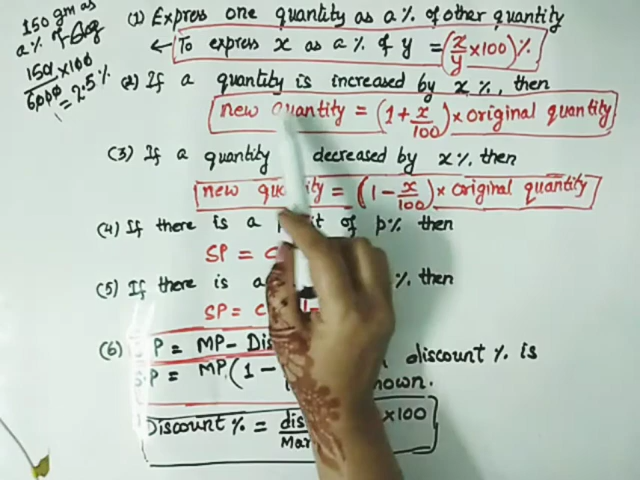 150 gm as
a % of 6kg
150/6000 × 100
= 2.5 %
(1) Express one quantity as a % of other quantity
← To express x as a % of y = (x/y × 100) %
(2) If a quantity is increased by x %, then
new quantity = (1 + x/100) × original quantity
(3) If a quantity decreased by x %, then
new quantity = (1 - x/100) × original quantity
(4) If there is a profit of p % then
SP = C
(5) If there is a % then
SP = C
(6) SP = MP - Dis discount % is
S.P = MP (1 - known.
Discount % = dis/Mar × 100